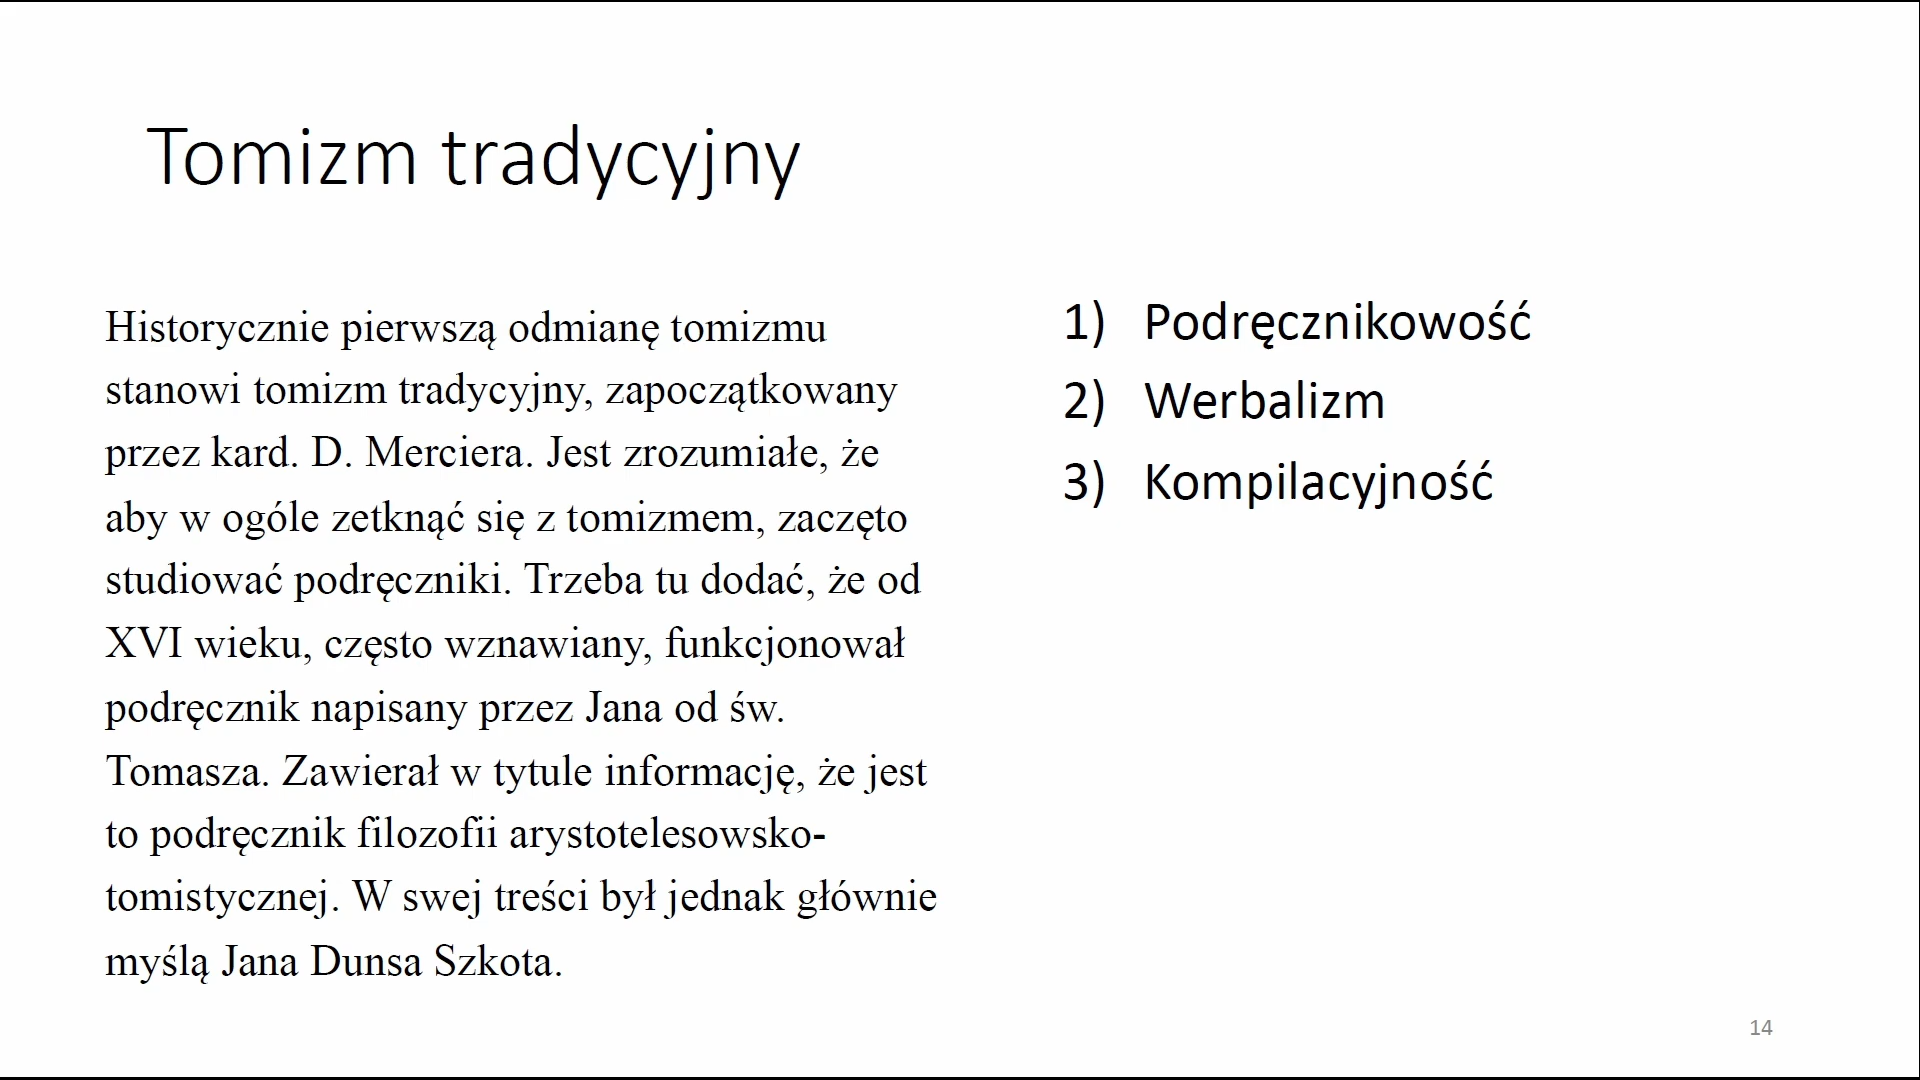 Tomizm tradycyjny
Historycznie pierwszą odmianę tomizmu
stanowi tomizm tradycyjny, zapoczątkowany
przez kard. D. Merciera. Jest zrozumiałe, że
aby w ogóle zetknąć się z tomizmem, zaczęto
studiować podręczniki. Trzeba tu dodać, że od
XVI wieku, często wznawiany, funkcjonował
podręcznik napisany przez Jana od św.
Tomasza. Zawierał w tytule informację, że jest
to podręcznik filozofii arystotelesowsko-
tomistycznej. W swej treści był jednak głównie
myślą Jana Dunsa Szkota.
1) Podręcznikowość
2) Werbalizm
3) Kompilacyjność
14